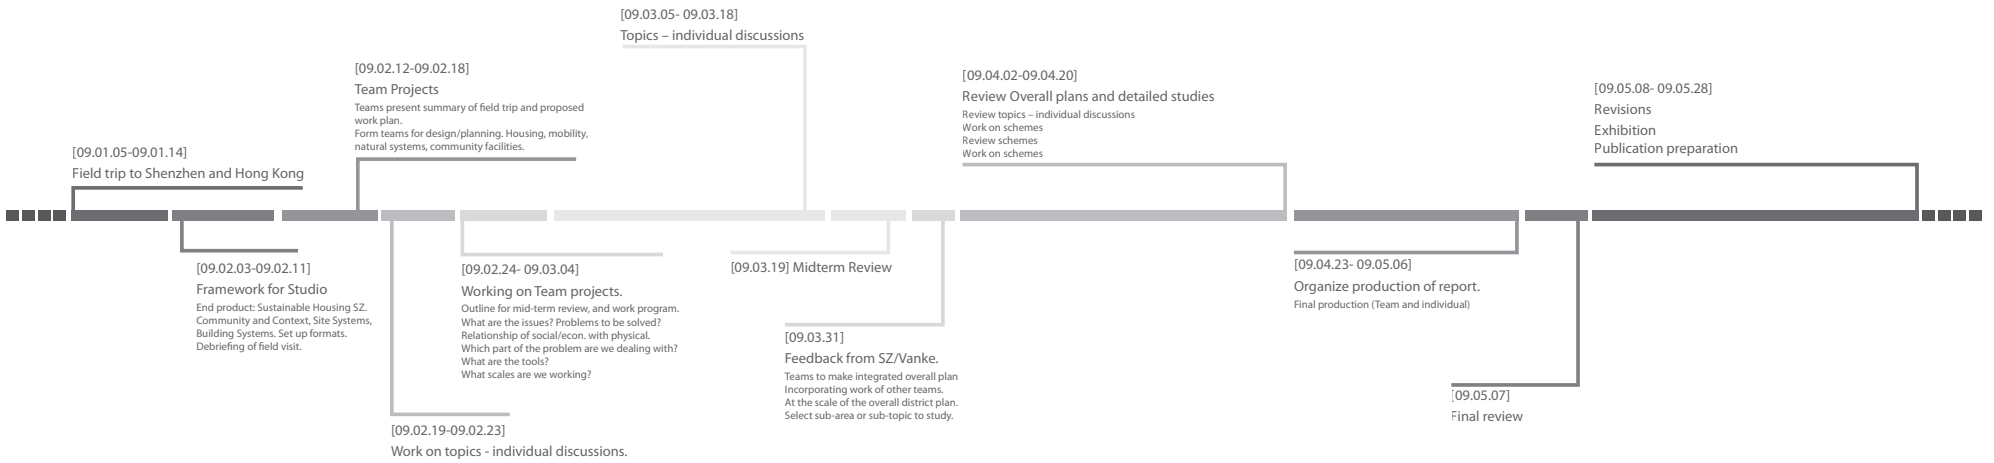 [09.01.05-09.01.14]
Field trip to Shenzhen and Hong Kong
[09.02.03-09.02.11]
Framework for Studio
End product: Sustainable Housing SZ.
Community and Context, Site Systems,
Building Systems. Set up formats.
Debriefing of field visit.
[09.02.12-09.02.18]
Team Projects
Teams present summary of field trip and proposed
work plan.
Form teams for design/planning. Housing, mobility,
natural systems, community facilities.
[09.02.19-09.02.23]
Work on topics - individual discussions.
[09.02.24- 09.03.04]
Working on Team projects.
Outline for mid-term review, and work program.
What are the issues? Problems to be solved?
Relationship of social/econ. with physical.
Which part of the problem are we dealing with?
What are the tools?
What scales are we working?
[09.03.05- 09.03.18]
Topics – individual discussions
[09.03.19] Midterm Review
[09.03.31]
Feedback from SZ/Vanke.
Teams to make integrated overall plan
Incorporating work of other teams.
At the scale of the overall district plan.
Select sub-area or sub-topic to study.
[09.04.02-09.04.20]
Review Overall plans and detailed studies
Review topics – individual discussions
Work on schemes
Review schemes
Work on schemes
[09.04.23- 09.05.06]
Organize production of report.
Final production (Team and individual)
[09.05.07]
Final review
[09.05.08- 09.05.28]
Revisions
Exhibition
Publication preparation